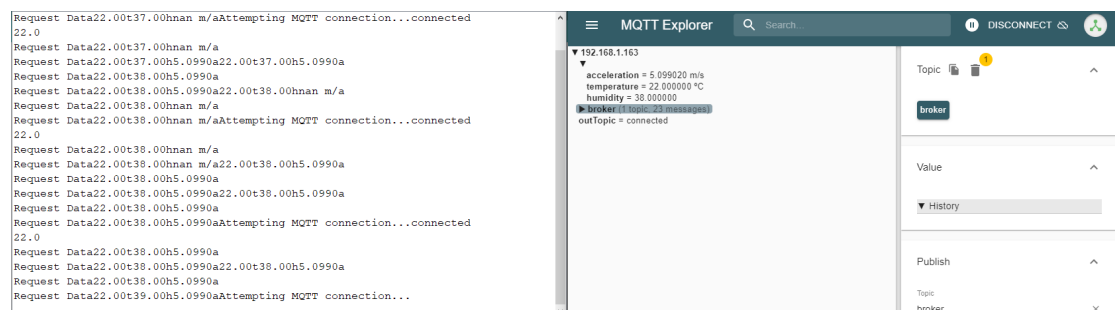 Request Data22.00t37.00hnan m/aAttempting MQTT connection...connected
22.0
Request Data22.00t37.00hnan m/a
Request Data22.00t37.00h5.0990a22.00t37.00h5.0990a
Request Data22.00t38.00h5.0990a
Request Data22.00t38.00h5.0990a22.00t38.00hnan m/a
Request Data22.00t38.00hnan m/a
Request Data22.00t38.00hnan m/aAttempting MQTT connection...connected
22.0
Request Data22.00t38.00hnan m/a
Request Data22.00t38.00hnan m/a22.00t38.00h5.0990a
Request Data22.00t38.00h5.0990a
Request Data22.00t38.00h5.0990a22.00t38.00h5.0990a
Request Data22.00t38.00h5.0990a
Request Data22.00t38.00h5.0990aAttempting MQTT connection...connected
22.0
Request Data22.00t38.00h5.0990a
Request Data22.00t38.00h5.0990a22.00t38.00h5.0990a
Request Data22.00t38.00h5.0990a
Request Data22.00t39.00h5.0990aAttempting MQTT connection...
MQTT Explorer
Search...
DISCONNECT
▼ 192.168.1.163
▼
acceleration = 5.099020 m/s
temperature = 22.000000 ºC
humidity = 38.000000
▶ broker (1 topic, 23 messages)
outTopic = connected
Topic
1
broker
Value
▼ History
Publish
Topic
broker